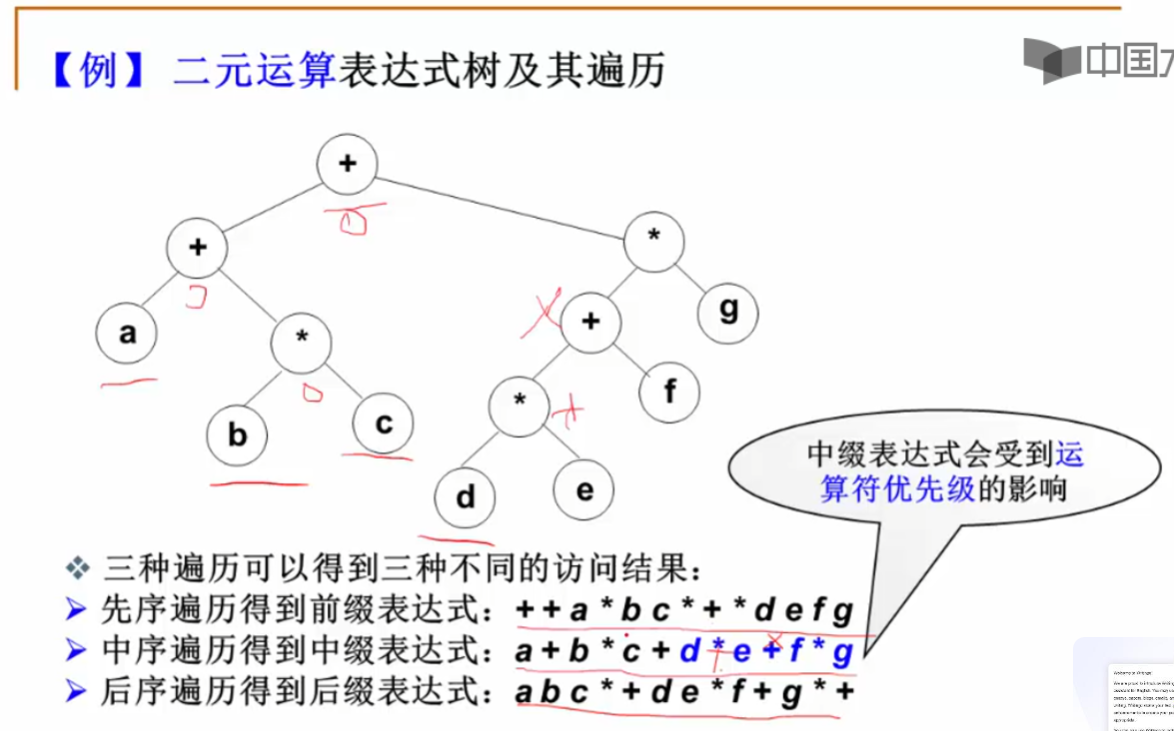 【例】 二元运算表达式树及其遍历
中国
+
+
*
a
*
+
g
b
c
*
f
d
e
中缀表达式会受到运
算符优先级的影响
❖ 三种遍历可以得到三种不同的访问结果：
➢ 先序遍历得到前缀表达式：+ + a * b c * + * d e f g
➢ 中序遍历得到中缀表达式：a + b * c + d * e + f * g
➢ 后序遍历得到后缀表达式：a b c * + d e * f + g * +